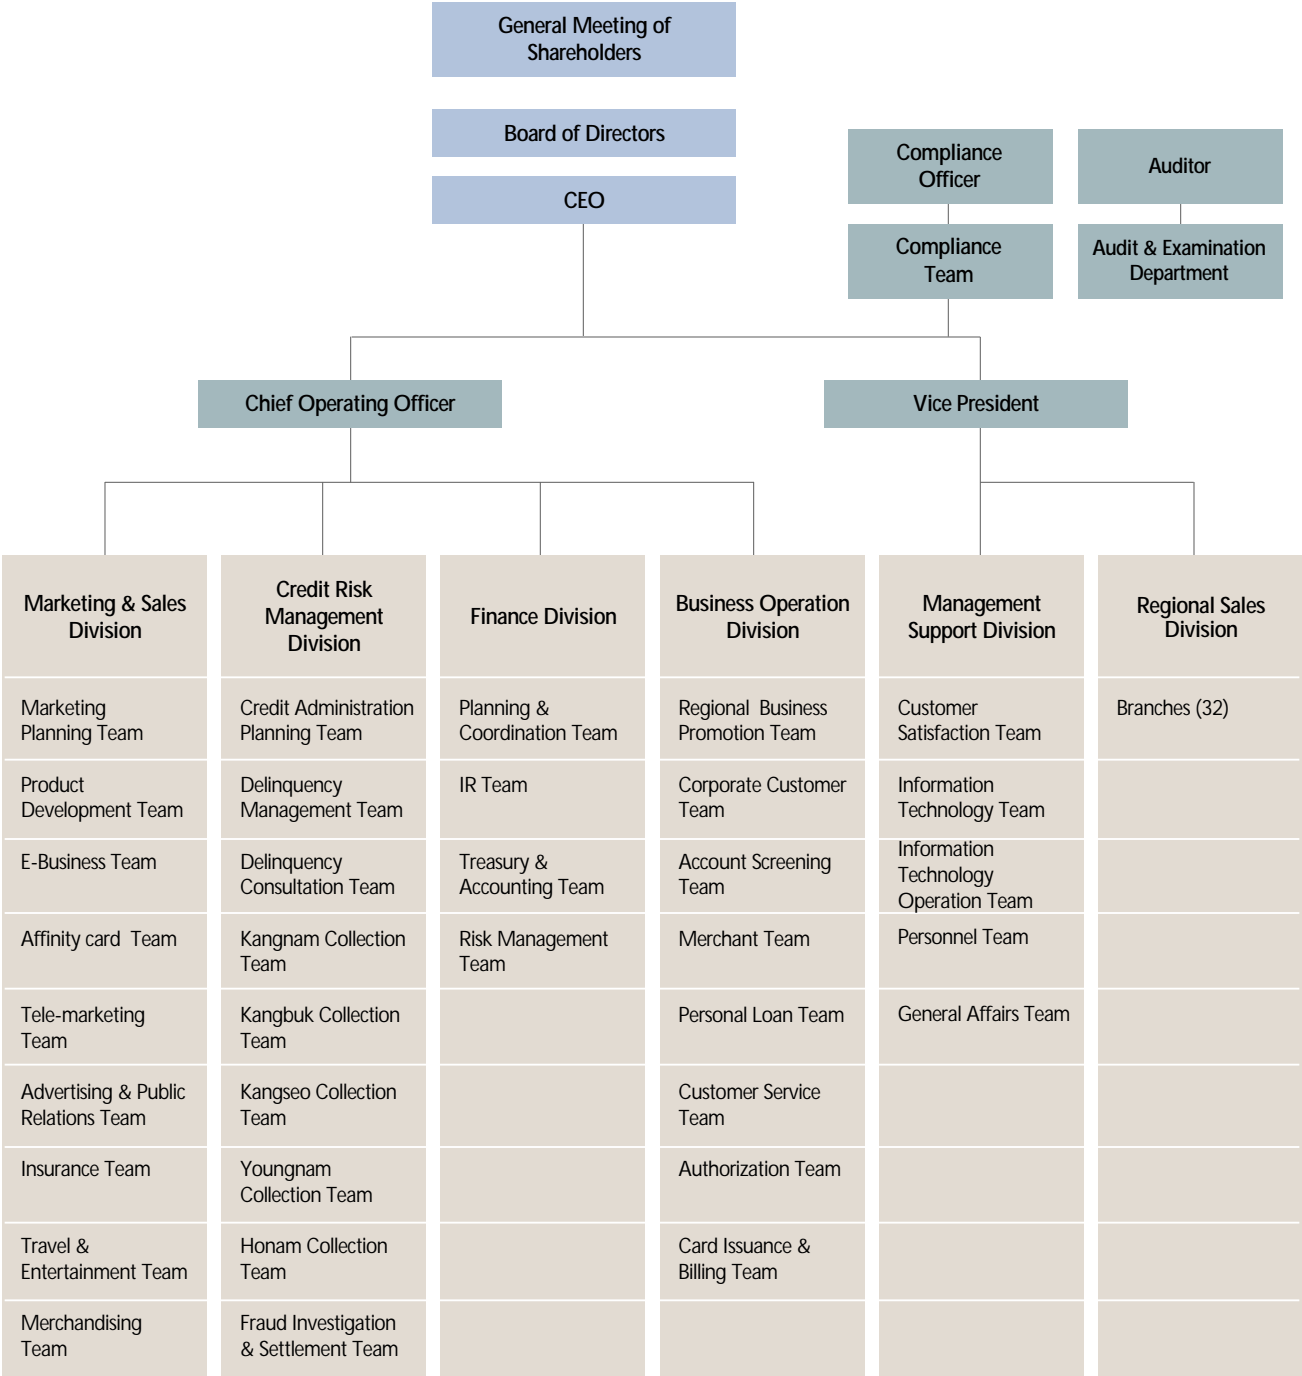 General Meeting of
Shareholders
Board of Directors
CEO
Compliance
Officer
Auditor
Compliance
Team
Audit & Examination
Department
Chief Operating Officer
Vice President
Marketing & Sales
Division
Marketing
Planning Team
Product
Development Team
E-Business Team
Affinity card  Team
Tele-marketing
Team
Advertising & Public
Relations Team
Insurance Team
Travel &
Entertainment Team
Merchandising
Team
Credit Risk
Management
Division
Credit Administration
Planning Team
Delinquency
Management Team
Delinquency
Consultation Team
Kangnam Collection
Team
Kangbuk Collection
Team
Kangseo Collection
Team
Youngnam
Collection Team
Honam Collection
Team
Fraud Investigation
& Settlement Team
Finance Division
Planning &
Coordination Team
IR Team
Treasury &
Accounting Team
Risk Management
Team
Business Operation
Division
Regional  Business
Promotion Team
Corporate Customer
Team
Account Screening
Team
Merchant Team
Personal Loan Team
Customer Service
Team
Authorization Team
Card Issuance &
Billing Team
Management
Support Division
Customer
Satisfaction Team
Information
Technology Team
Information
Technology
Operation Team
Personnel Team
General Affairs Team
Regional Sales
Division
Branches (32)